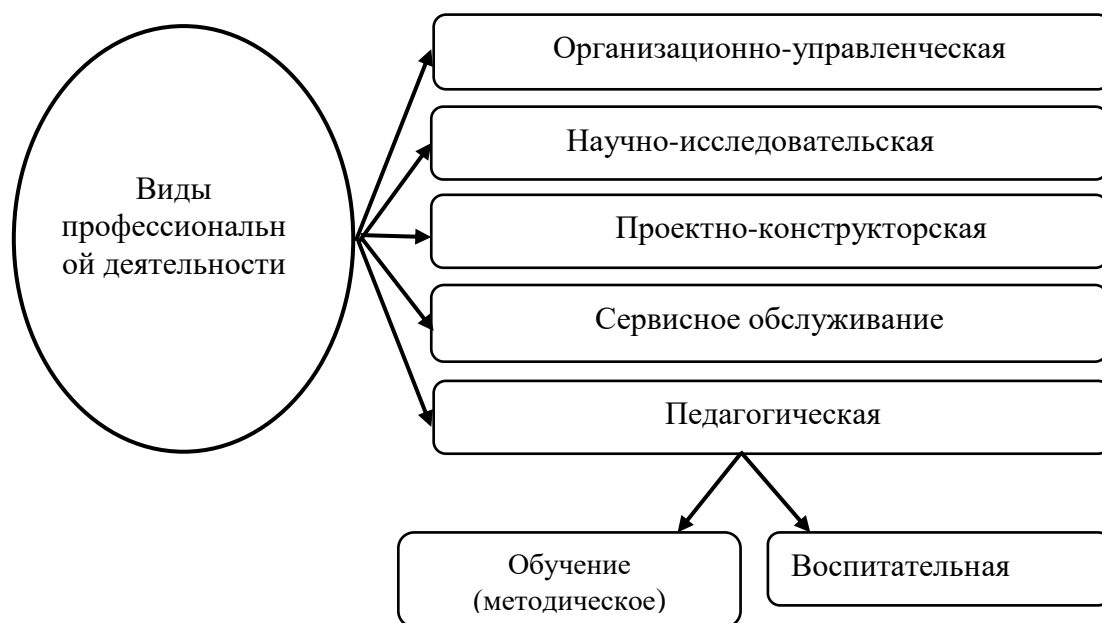 Организационно-управленческая
Научно-исследовательская
Виды
профессиональн
ой деятельности
Проектно-конструкторская
Сервисное обслуживание
Педагогическая
Обучение
(методическое)
Воспитательная